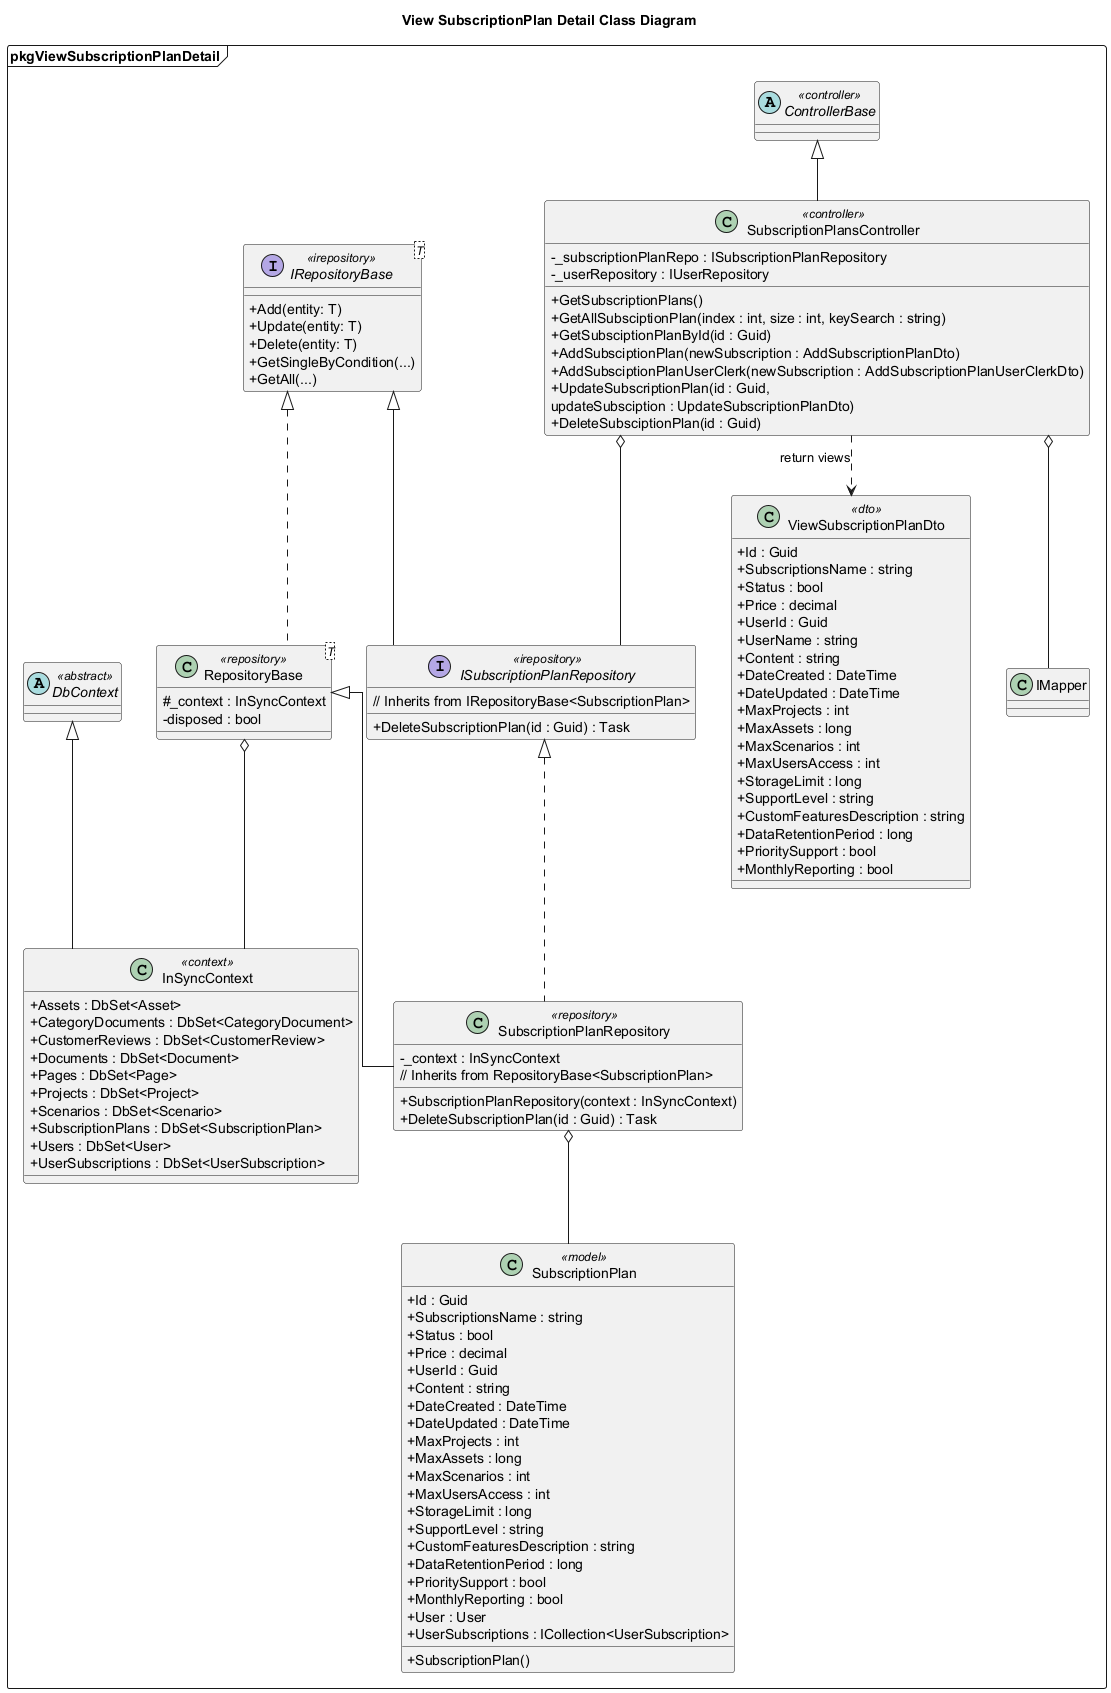 View SubscriptionPlan Detail Class Diagram
pkgViewSubscriptionPlanDetail
A
«controller»
ControllerBase
C
«controller»
SubscriptionPlansController
-_subscriptionPlanRepo : ISubscriptionPlanRepository
-_userRepository : IUserRepository
+GetSubscriptionPlans()
+GetAllSubsciptionPlan(index : int, size : int, keySearch : string)
+GetSubsciptionPlanById(id : Guid)
+AddSubsciptionPlan(newSubscription : AddSubscriptionPlanDto)
+AddSubsciptionPlanUserClerk(newSubscription : AddSubscriptionPlanUserClerkDto)
+UpdateSubscriptionPlan(id : Guid,
updateSubsciption : UpdateSubscriptionPlanDto)
+DeleteSubsciptionPlan(id : Guid)
T
I
«irepository»
IRepositoryBase
+Add(entity: T)
+Update(entity: T)
+Delete(entity: T)
+GetSingleByCondition(...)
+GetAll(...)
return views
C
«dto»
ViewSubscriptionPlanDto
+Id : Guid
+SubscriptionsName : string
+Status : bool
+Price : decimal
+UserId : Guid
+UserName : string
+Content : string
+DateCreated : DateTime
+DateUpdated : DateTime
+MaxProjects : int
+MaxAssets : long
+MaxScenarios : int
+MaxUsersAccess : int
+StorageLimit : long
+SupportLevel : string
+CustomFeaturesDescription : string
+DataRetentionPeriod : long
+PrioritySupport : bool
+MonthlyReporting : bool
A
«abstract»
DbContext
T
C
«repository»
RepositoryBase
#_context : InSyncContext
-disposed : bool
I
«irepository»
ISubscriptionPlanRepository
// Inherits from IRepositoryBase<SubscriptionPlan>
+DeleteSubscriptionPlan(id : Guid) : Task
C
IMapper
C
«context»
InSyncContext
+Assets : DbSet<Asset>
+CategoryDocuments : DbSet<CategoryDocument>
+CustomerReviews : DbSet<CustomerReview>
+Documents : DbSet<Document>
+Pages : DbSet<Page>
+Projects : DbSet<Project>
+Scenarios : DbSet<Scenario>
+SubscriptionPlans : DbSet<SubscriptionPlan>
+Users : DbSet<User>
+UserSubscriptions : DbSet<UserSubscription>
C
«repository»
SubscriptionPlanRepository
-_context : InSyncContext
// Inherits from RepositoryBase<SubscriptionPlan>
+SubscriptionPlanRepository(context : InSyncContext)
+DeleteSubscriptionPlan(id : Guid) : Task
C
«model»
SubscriptionPlan
+Id : Guid
+SubscriptionsName : string
+Status : bool
+Price : decimal
+UserId : Guid
+Content : string
+DateCreated : DateTime
+DateUpdated : DateTime
+MaxProjects : int
+MaxAssets : long
+MaxScenarios : int
+MaxUsersAccess : int
+StorageLimit : long
+SupportLevel : string
+CustomFeaturesDescription : string
+DataRetentionPeriod : long
+PrioritySupport : bool
+MonthlyReporting : bool
+User : User
+UserSubscriptions : ICollection<UserSubscription>
+SubscriptionPlan()